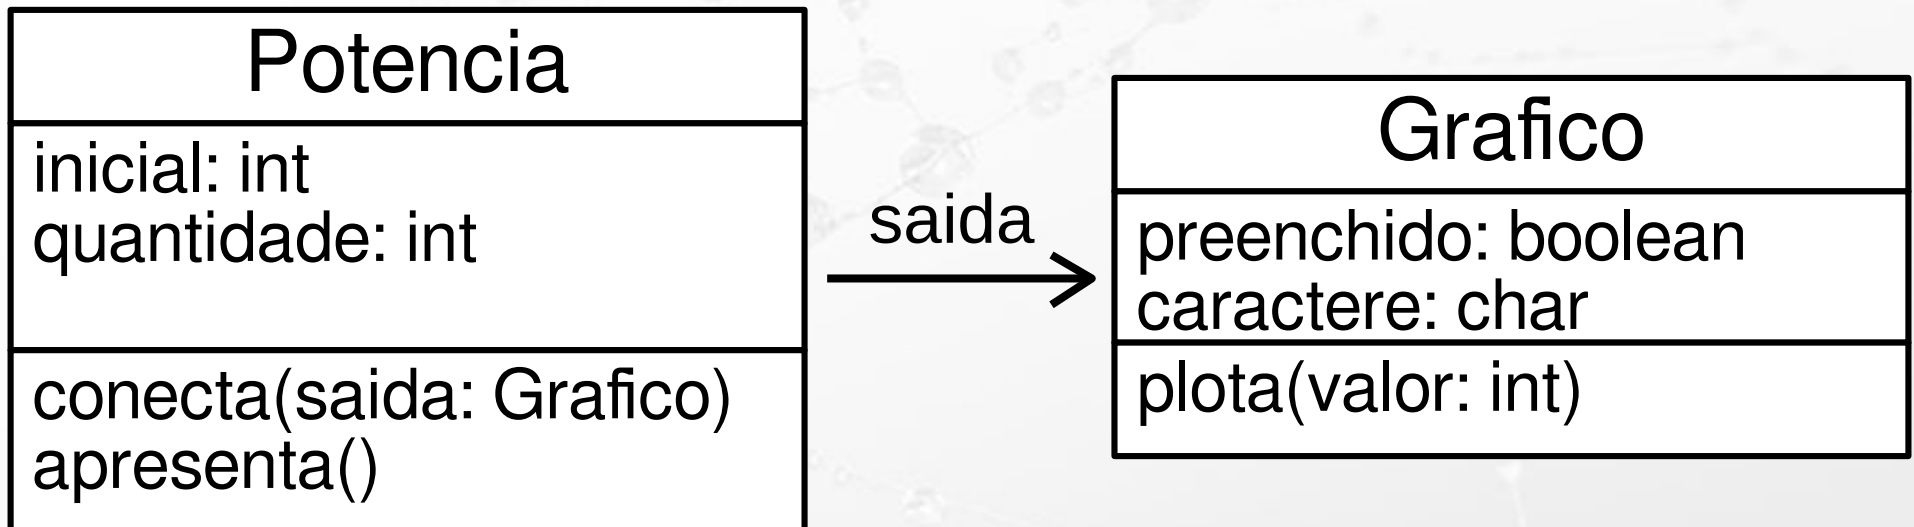 Potencia
inicial: int
quantidade: int
conecta(saida: Grafico)
apresenta()
saida
Grafico
preenchido: boolean
caractere: char
plota(valor: int)